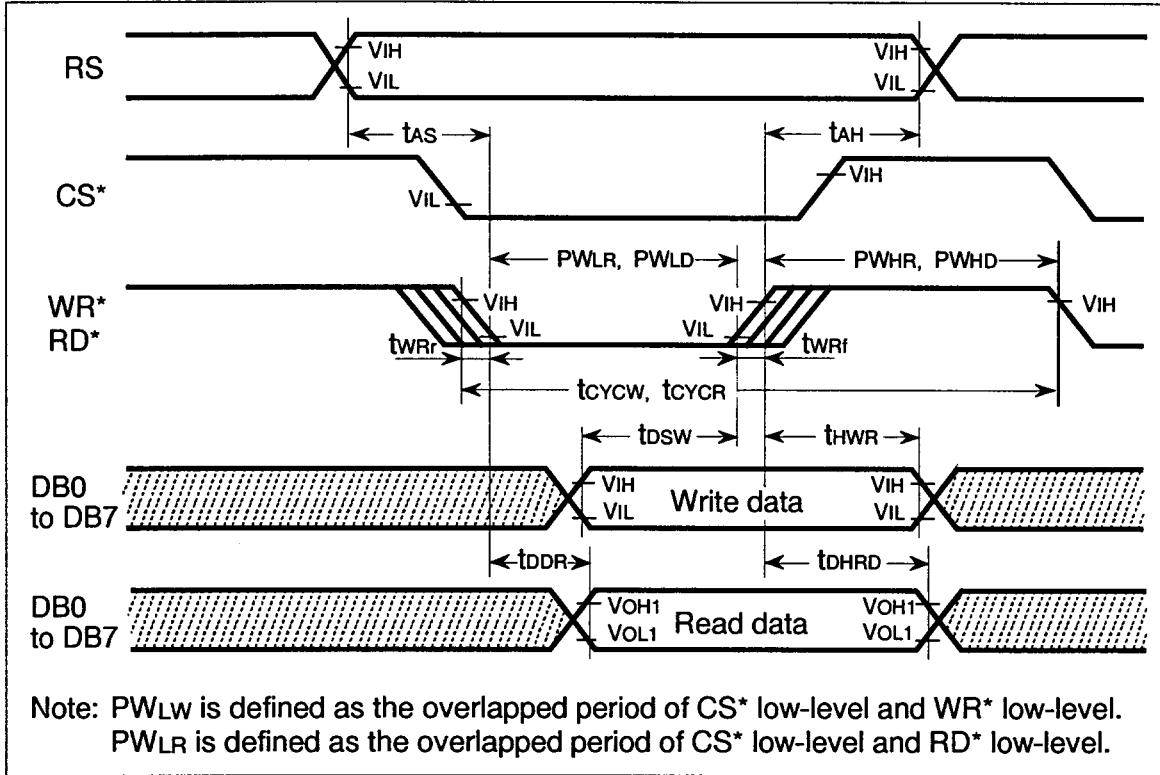 RS
VIH
VIL
VIH
VIL
tAS
tAH
CS*
VIL
VIH
PWLR, PWLD
PWHR, PWHD
WR*
RD*
VIH
VIL
VIL
VIH
VIH
tWRr
tWRf
tCYCW, tCYCR
tDSW
tHWR
DB0
to DB7
VIH
VIL
Write data
VIH
VIL
tDDR
tDHRD
DB0
to DB7
VOH1
VOL1
Read data
VOH1
VOL1
Note: PWLW is defined as the overlapped period of CS* low-level and WR* low-level.
PWLR is defined as the overlapped period of CS* low-level and RD* low-level.